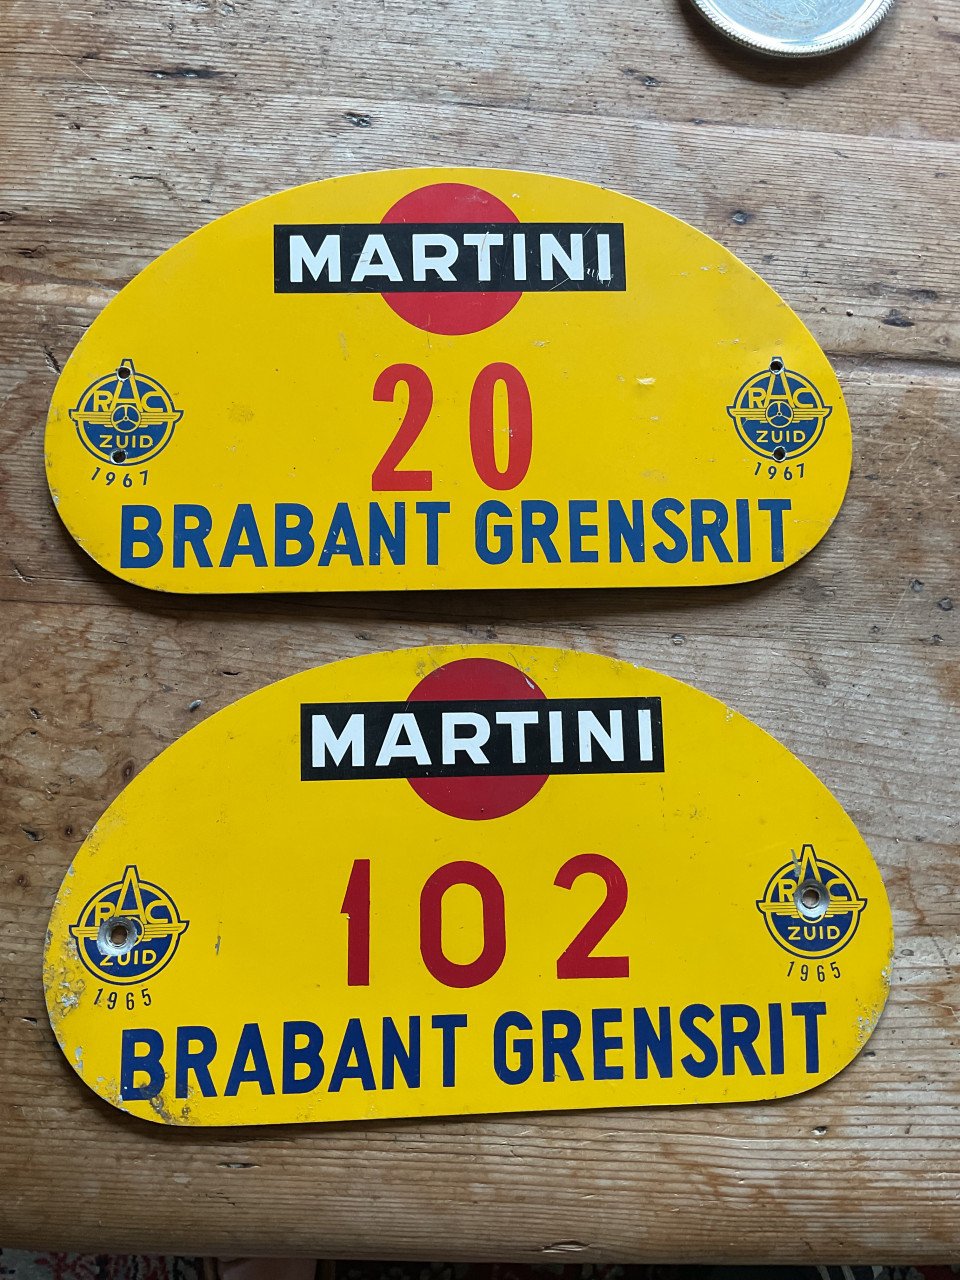 MARTINI
20
RAC RAC
ZUID ZUID
1967 1967
BRABANT GRENSRIT
MARTINI
102
RAC RAC
ZUID ZUID
1965 1965
BRABANT GRENSRIT